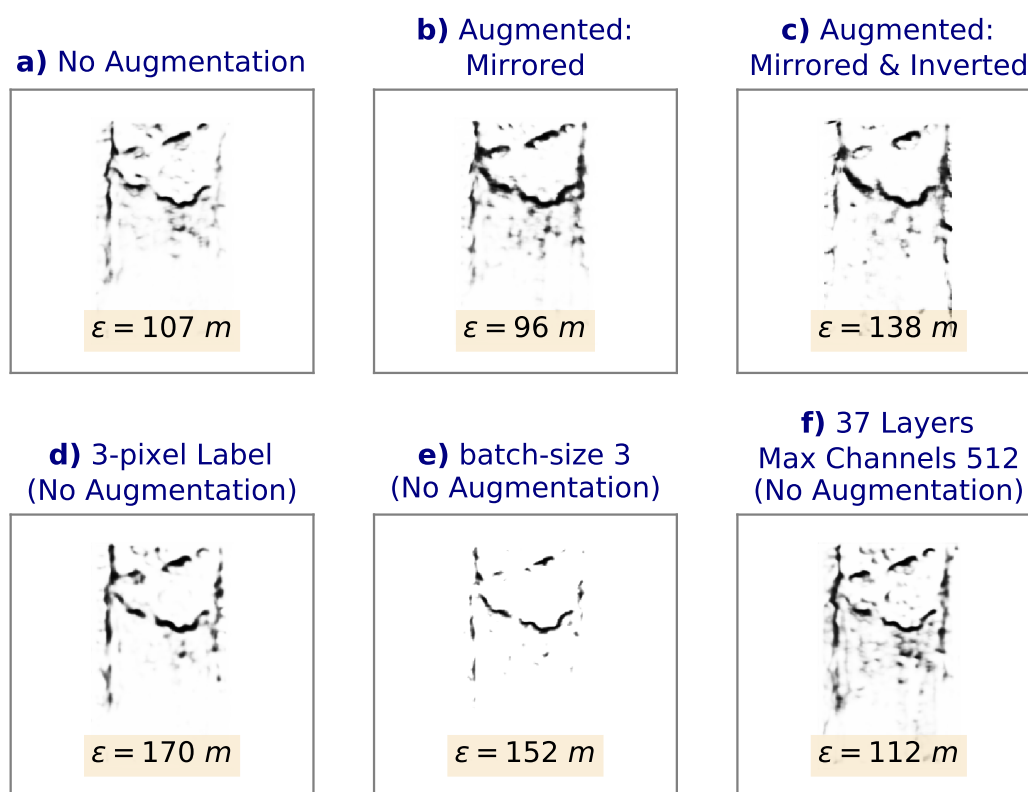 a) No Augmentation
b) Augmented:
Mirrored
c) Augmented:
Mirrored & Inverted
ε = 107 m
ε = 96 m
ε = 138 m
d) 3-pixel Label
(No Augmentation)
e) batch-size 3
(No Augmentation)
f) 37 Layers
Max Channels 512
(No Augmentation)
ε = 170 m
ε = 152 m
ε = 112 m